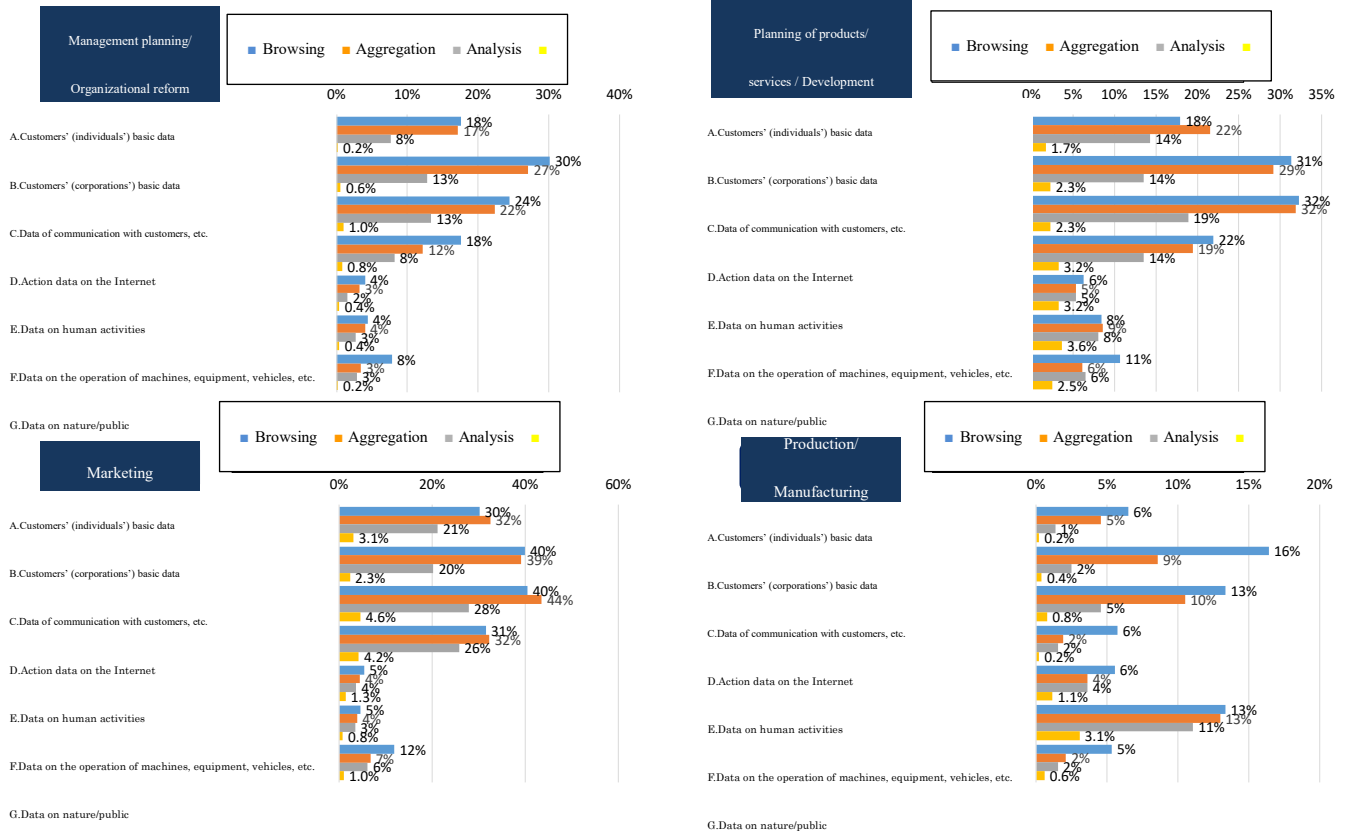 Management planning/
Organizational reform
Browsing Aggregation Analysis
0% 10% 20% 30% 40%
A.Customers' (individuals') basic data
18%
17%
8%
0.2%
B.Customers' (corporations') basic data
30%
27%
13%
0.6%
C.Data of communication with customers, etc.
24%
22%
13%
1.0%
D.Action data on the Internet
18%
12%
8%
0.8%
E.Data on human activities
4%
3%
2%
0.4%
F.Data on the operation of machines, equipment, vehicles, etc.
4%
4%
3%
0.4%
G.Data on nature/public
8%
3%
3%
0.2%
Planning of products/
services / Development
Browsing Aggregation Analysis
0% 5% 10% 15% 20% 25% 30% 35%
A.Customers' (individuals') basic data
18%
22%
14%
1.7%
B.Customers' (corporations') basic data
31%
29%
14%
2.3%
C.Data of communication with customers, etc.
32%
32%
19%
2.3%
D.Action data on the Internet
22%
19%
14%
3.2%
E.Data on human activities
6%
5%
5%
3.2%
F.Data on the operation of machines, equipment, vehicles, etc.
8%
9%
8%
3.6%
G.Data on nature/public
11%
6%
6%
2.5%
Marketing
Browsing Aggregation Analysis
0% 20% 40% 60%
A.Customers' (individuals') basic data
30%
32%
21%
3.1%
B.Customers' (corporations') basic data
40%
39%
20%
2.3%
C.Data of communication with customers, etc.
40%
44%
28%
4.6%
D.Action data on the Internet
31%
32%
26%
4.2%
E.Data on human activities
5%
4%
4%
1.3%
F.Data on the operation of machines, equipment, vehicles, etc.
5%
4%
3%
0.8%
G.Data on nature/public
12%
7%
6%
1.0%
Production/
Manufacturing
Browsing Aggregation Analysis
0% 5% 10% 15% 20%
A.Customers' (individuals') basic data
6%
5%
1%
0.2%
B.Customers' (corporations') basic data
16%
9%
2%
0.4%
C.Data of communication with customers, etc.
13%
10%
5%
0.8%
D.Action data on the Internet
6%
2%
2%
0.2%
E.Data on human activities
6%
4%
4%
1.1%
F.Data on the operation of machines, equipment, vehicles, etc.
13%
13%
11%
3.1%
G.Data on nature/public
5%
2%
2%
0.6%